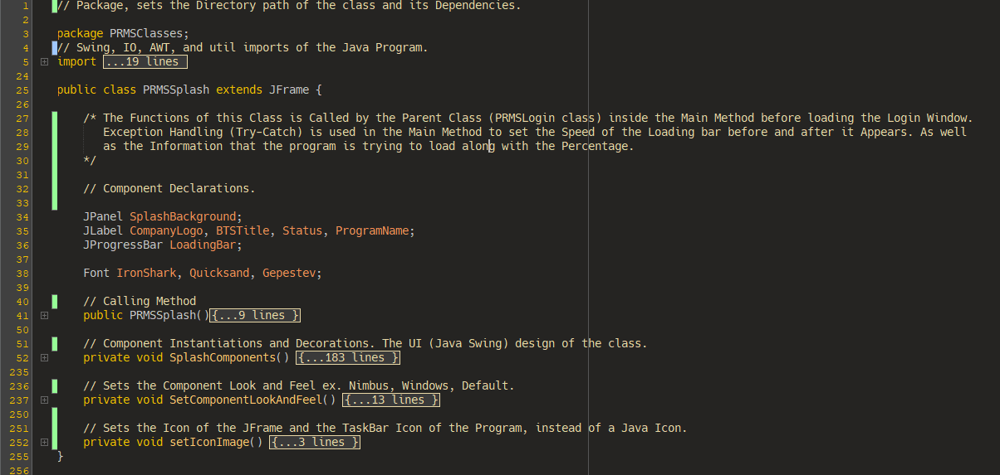 1 // Package, sets the Directory path of the class and its Dependencies.
2
3 package PRMSClasses;
4 // Swing, IO, AWT, and util imports of the Java Program.
5 import ...19 lines
24
25 public class PRMSSplash extends JFrame {
26
27 /* The Functions of this Class is Called by the Parent Class (PRMSLogin class) inside the Main Method before loading the Login Window.
28 Exception Handling (Try-Catch) is used in the Main Method to set the Speed of the Loading bar before and after it Appears. As well
29 as the Information that the program is trying to load along with the Percentage.
30 */
31
32 // Component Declarations.
33
34 JPanel SplashBackground;
35 JLabel CompanyLogo, BTSTitle, Status, ProgramName;
36 JProgressBar LoadingBar;
37
38 Font IronShark, Quicksand, Gepestev;
39
40 // Calling Method
41 public PRMSSplash(){...9 lines }
50
51 // Component Instantiations and Decorations. The UI (Java Swing) design of the class.
52 private void SplashComponents() {...183 lines }
235
236 // Sets the Component Look and Feel ex. Nimbus, Windows, Default.
237 private void SetComponentLookAndFeel() {...13 lines }
250
251 // Sets the Icon of the JFrame and the TaskBar Icon of the Program, instead of a Java Icon.
252 private void setIconImage() {...3 lines }
255 }
256